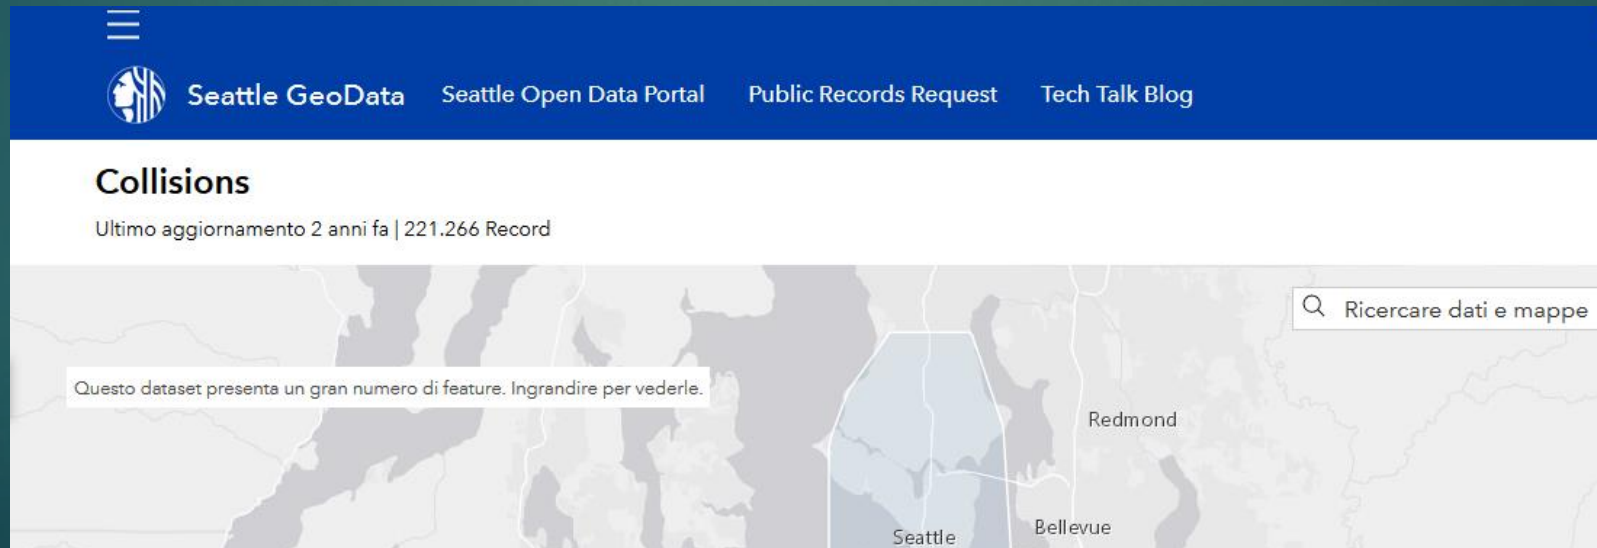 Seattle GeoData Seattle Open Data Portal Public Records Request Tech Talk Blog
Collisions
Ultimo aggiornamento 2 anni fa | 221.266 Record
Ricercare dati e mappe
Questo dataset presenta un gran numero di feature. Ingrandire per vederle.
Redmond
Bellevue
Seattle